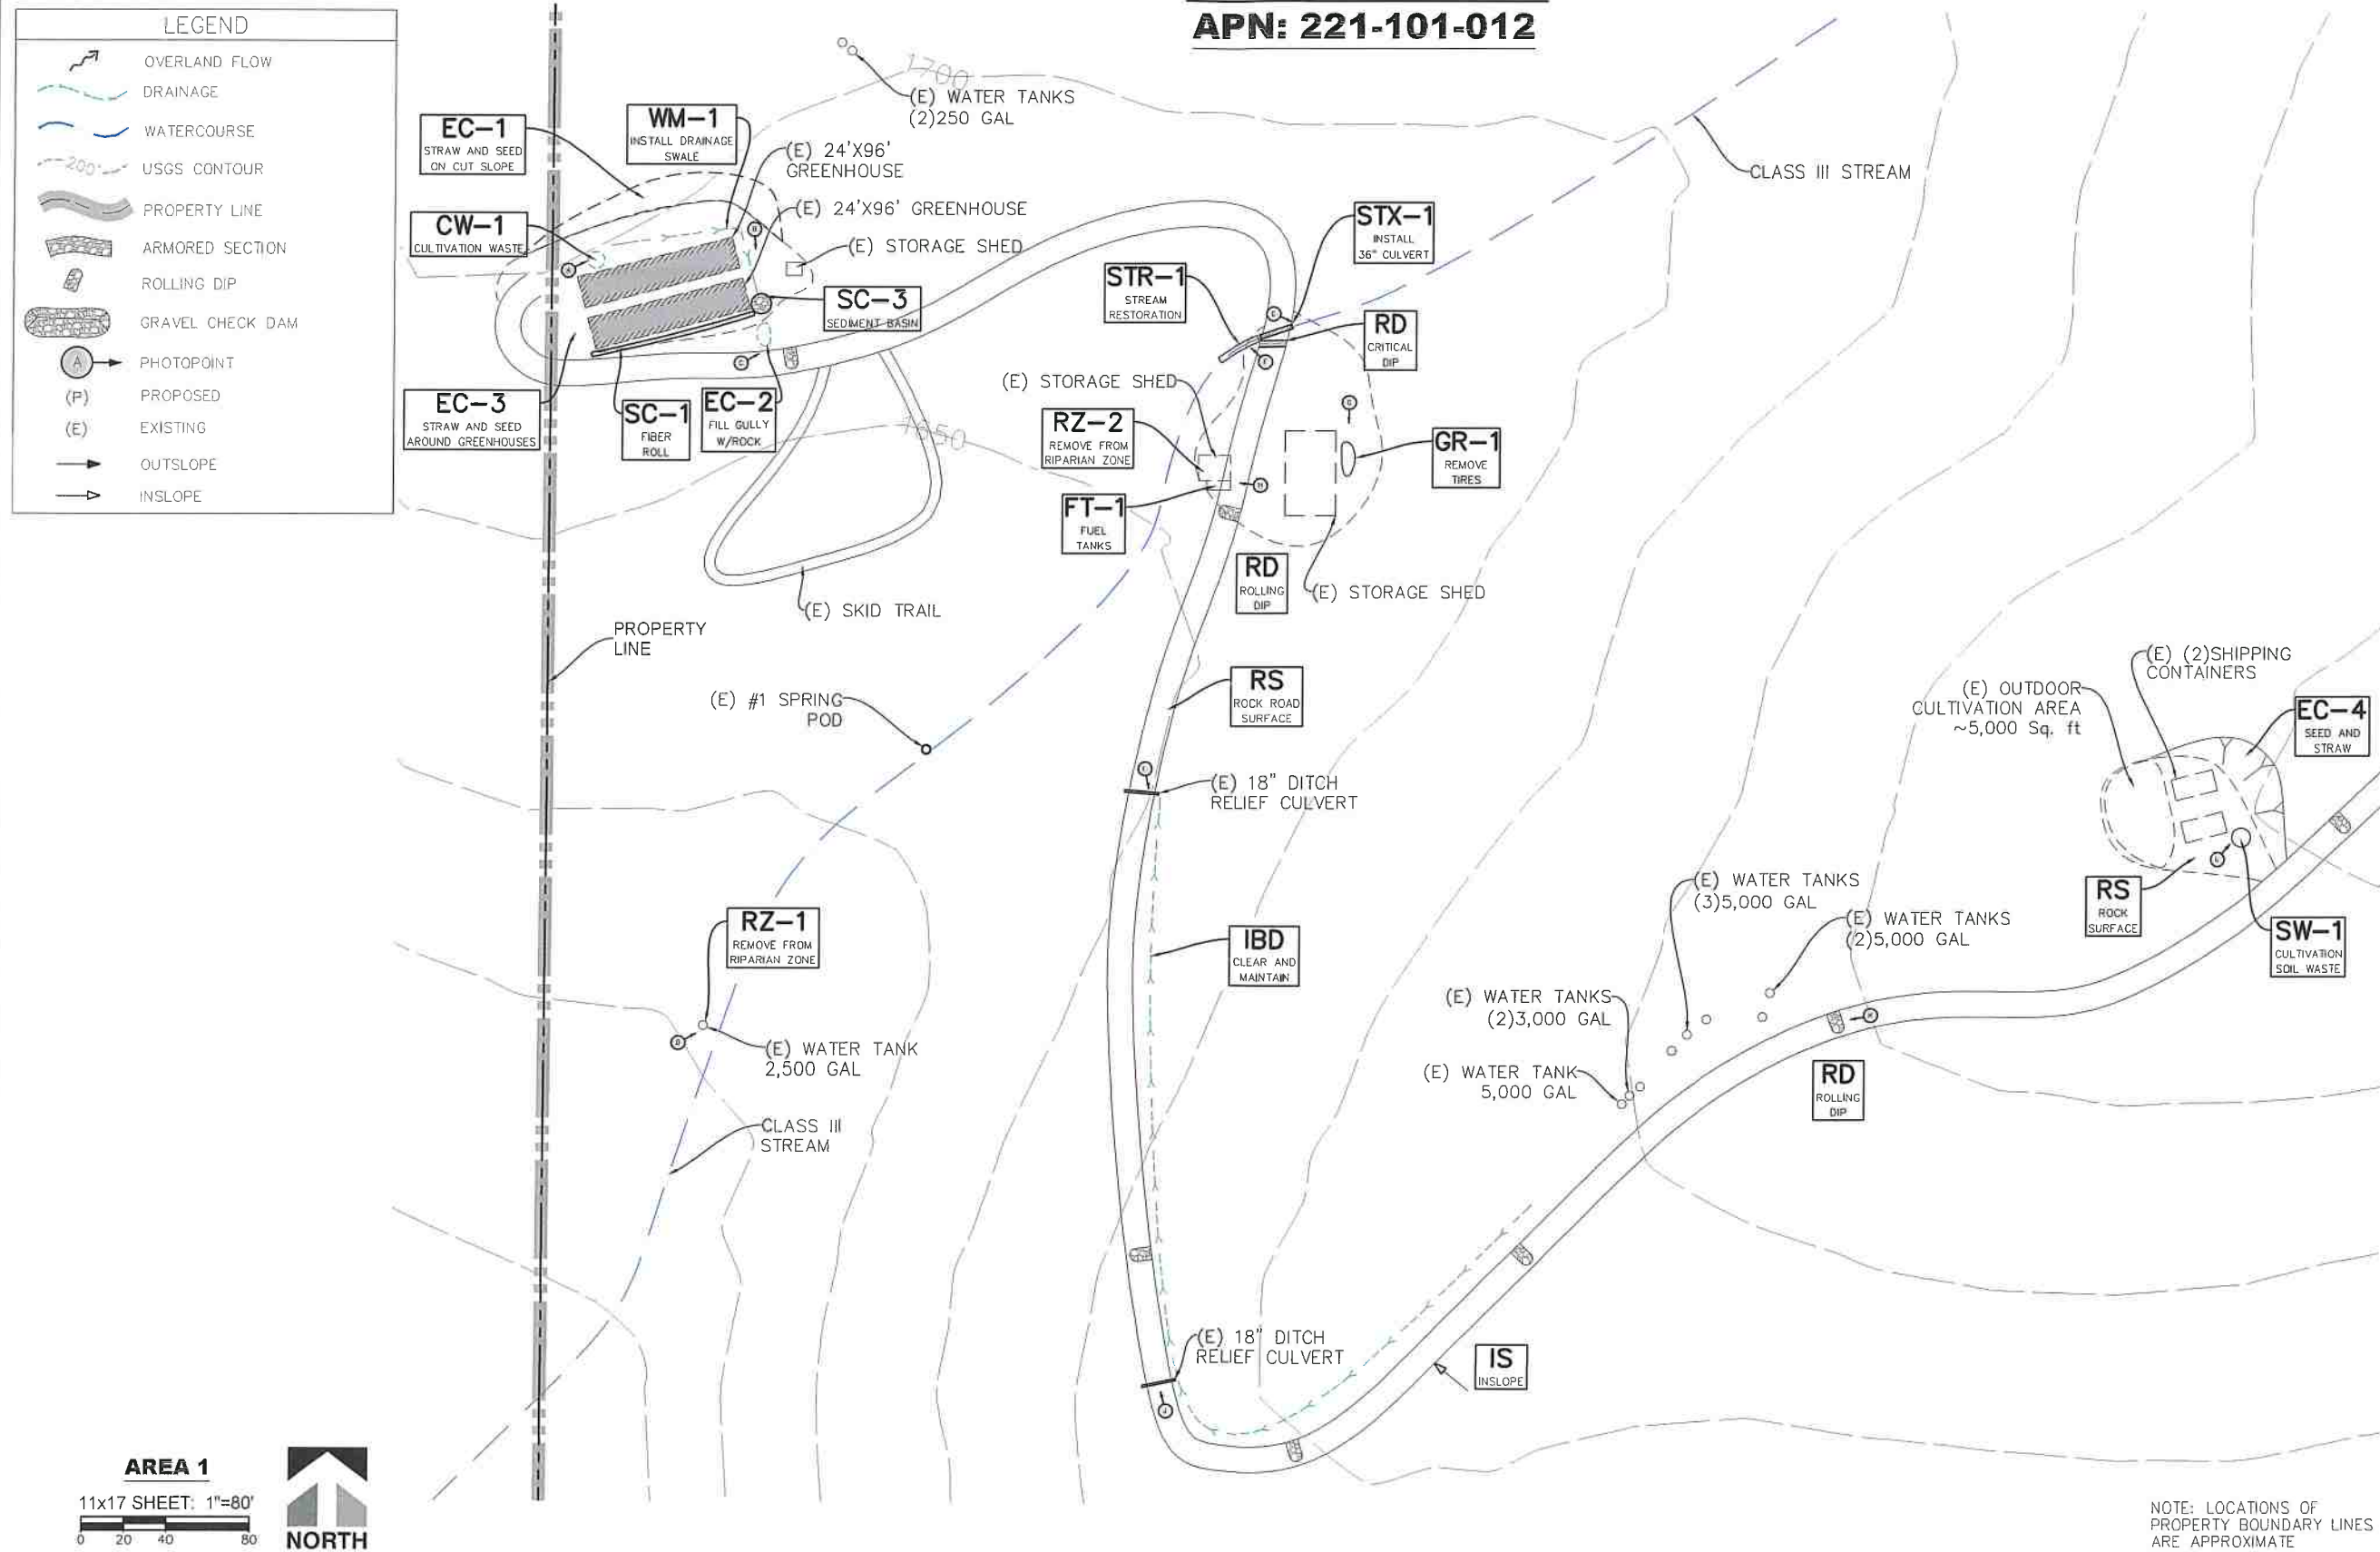 APN: 221-101-012
LEGEND
OVERLAND FLOW
DRAINAGE
WATERCOURSE
200'
USGS CONTOUR
PROPERTY LINE
ARMORED SECTION
ROLLING DIP
GRAVEL CHECK DAM
A
PHOTOPOINT
(P)
PROPOSED
(E)
EXISTING
OUTSLOPE
INSLOPE
1700
(E) WATER TANKS
(2)250 GAL
EC-1
STRAW AND SEED
ON CUT SLOPE
WM-1
INSTALL DRAINAGE
SWALE
(E) 24'X96'
GREENHOUSE
(E) 24'X96' GREENHOUSE
CW-1
CULTIVATION WASTE
(E) STORAGE SHED
SC-3
SEDIMENT BASIN
A
B
C
EC-3
STRAW AND SEED
AROUND GREENHOUSES
SC-1
FIBER
ROLL
EC-2
FILL GULLY
W/ROCK
1650
(E) SKID TRAIL
CLASS III STREAM
STX-1
INSTALL
36" CULVERT
STR-1
STREAM
RESTORATION
E
F
RD
CRITICAL
DIP
(E) STORAGE SHED
RZ-2
REMOVE FROM
RIPARIAN ZONE
G
GR-1
REMOVE
TIRES
H
FT-1
FUEL
TANKS
RD
ROLLING
DIP
(E) STORAGE SHED
PROPERTY
LINE
(E) #1 SPRING
POD
RS
ROCK ROAD
SURFACE
(E) 18" DITCH
RELIEF CULVERT
(E) (2)SHIPPING
CONTAINERS
(E) OUTDOOR
CULTIVATION AREA
~5,000 Sq. ft
EC-4
SEED AND
STRAW
L
RS
ROCK
SURFACE
SW-1
CULTIVATION
SOIL WASTE
RZ-1
REMOVE FROM
RIPARIAN ZONE
D
(E) WATER TANK
2,500 GAL
CLASS III
STREAM
IBD
CLEAR AND
MAINTAIN
(E) WATER TANKS
(3)5,000 GAL
(E) WATER TANKS
(2)5,000 GAL
(E) WATER TANKS
(2)3,000 GAL
(E) WATER TANK
5,000 GAL
K
RD
ROLLING
DIP
(E) 18" DITCH
RELIEF CULVERT
J
IS
INSLOPE
AREA 1
11x17 SHEET: 1"=80'
0 20 40 80
NORTH
NOTE: LOCATIONS OF
PROPERTY BOUNDARY LINES
ARE APPROXIMATE